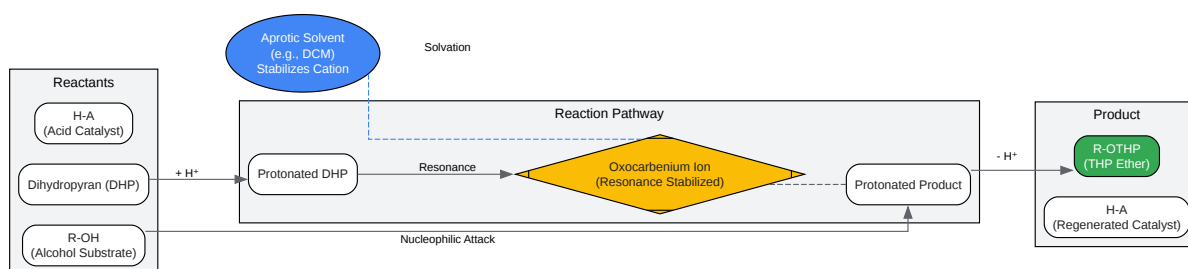 Aprotic Solvent
(e.g., DCM)
Stabilizes Cation
Solvation
Reactants
H-A
(Acid Catalyst)
Dihydropyran (DHP)
R-OH
(Alcohol Substrate)
+ H⁺
Reaction Pathway
Protonated DHP
Resonance
Oxocarbenium Ion
(Resonance Stabilized)
Protonated Product
Nucleophilic Attack
- H⁺
Product
R-OTHP
(THP Ether)
H-A
(Regenerated Catalyst)